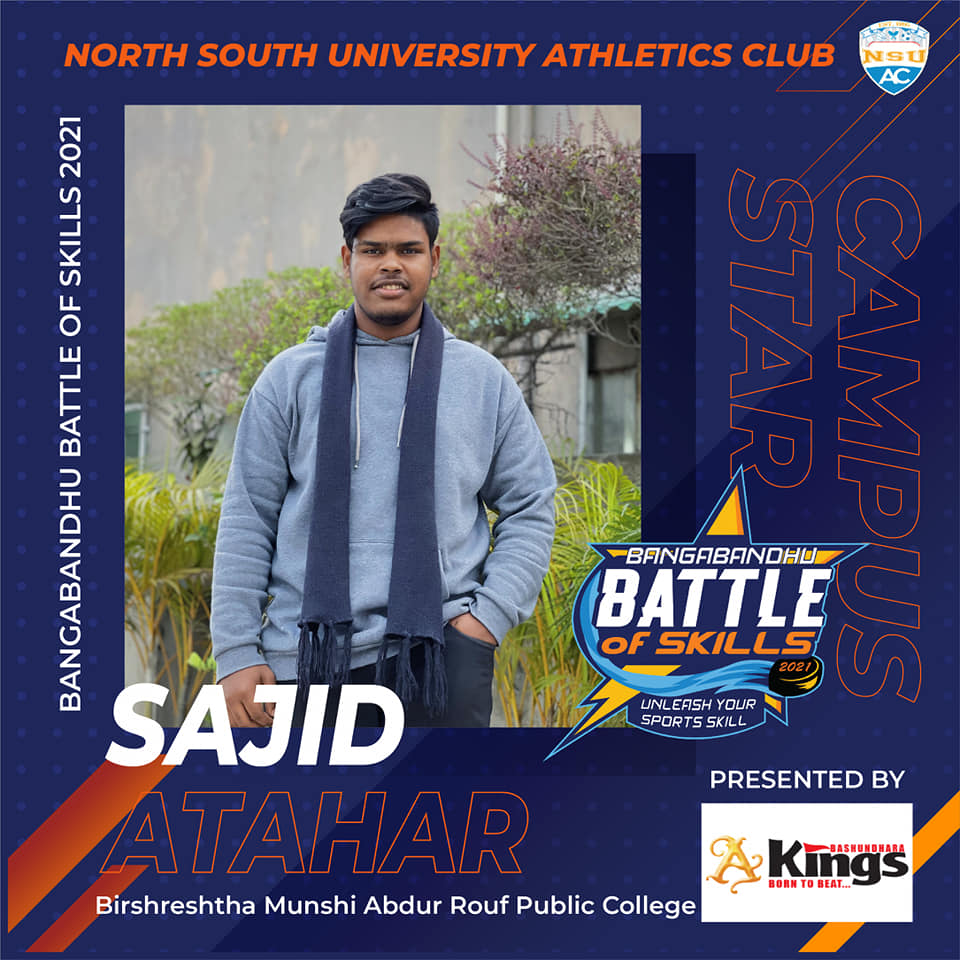 NORTH SOUTH UNIVERSITY ATHLETICS CLUB
NSU
AC
BANGABANDHU BATTLE OF SKILLS 2021
CAMPUS
STAR
BANGABANDHU
BATTLE
OF SKILLS
2021
UNLEASH YOUR
SPORTS SKILL
SAJID
ATAHAR
Birshreshtha Munshi Abdur Rouf Public College
PRESENTED BY
A
BASHUNDHARA
Kings
BORN TO BEAT...